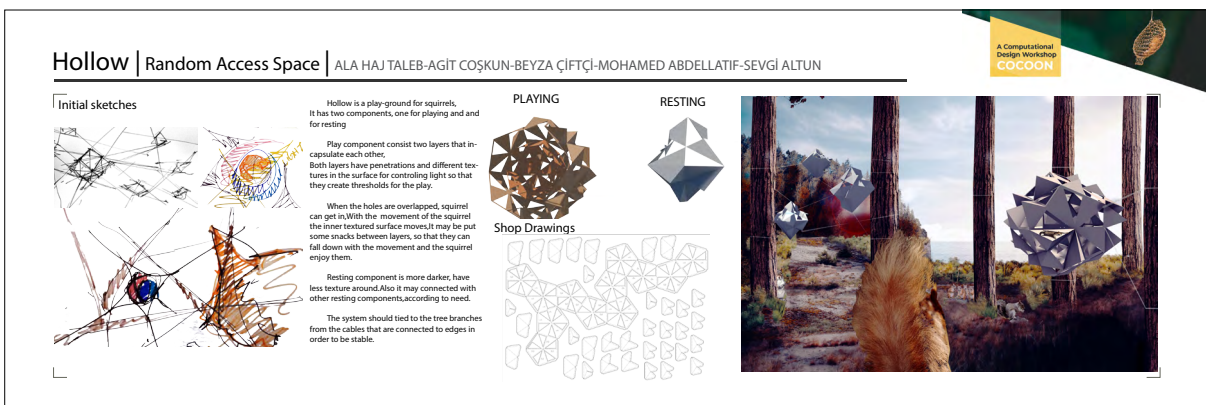 Hollow | Random Access Space | ALA HAJ TALEB-AGİT COŞKUN-BEYZA ÇİFTÇİ-MOHAMED ABDELLATIF-SEVGİ ALTUN
A Computational
Design Workshop
COCOON
Initial sketches
Hollow is a play-ground for squirrels,
It has two components, one for playing and and
for resting
Play component consist two layers that in-
capsulate each other,
Both layers have penetrations and different tex-
tures in the surface for controling light so that
they create thresholds for the play.
When the holes are overlapped, squirrel
can get in,With the movement of the squirrel
the inner textured surface moves,It may be put
some snacks between layers, so that they can
fall down with the movement and the squirrel
enjoy them.
Resting component is more darker, have
less texture around.Also it may connected with
other resting components,according to need.
The system should tied to the tree branches
from the cables that are connected to edges in
order to be stable.
PLAYING
RESTING
Shop Drawings